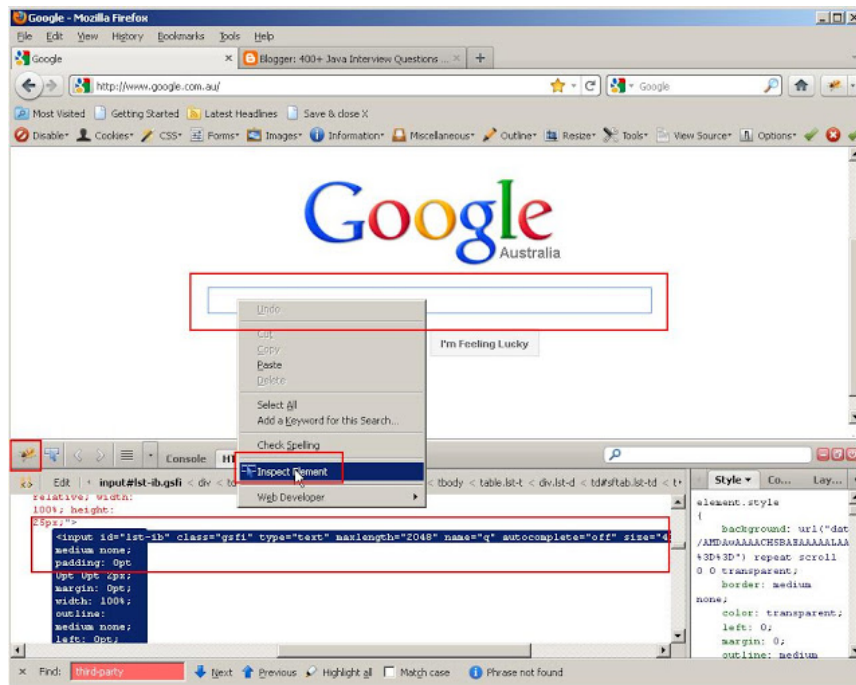 Google - Mozilla Firefox
File Edit View History Bookmarks Tools Help
Google × Blogger: 400+ Java Interview Questions ... × +
http://www.google.com.au/ Google
Most Visited Getting Started Latest Headlines Save & close X
Disable Cookies CSS Forms Images Information Miscellaneous Outline Resize Tools View Source Options
Google
Australia
Undo
Cut
Copy
I'm Feeling Lucky
Paste
Delete
Select All
Add a Keyword for this Search...
Check Spelling
Console
Inspect Element
Edit input#lst-ib.gsfi < div < < tbody < table.lst-t < div.lst-d < td#sftab.lst-td <
Style Co... Lay...
Web Developer
relative; width:
100%; height:
25px;">
<input id="lst-ib" class="gsfi" type="text" maxlength="2048" name="q" autocomplete="off" size="4
medium none;
padding: 0pt
0pt 0pt 2px;
margin: 0pt;
width: 100%;
outline:
medium none;
left: 0pt;
element.style
{
background: url("dat
%3D%3D") repeat scroll
0 0 transparent;
border: medium
none;
color: transparent;
left: 0;
margin: 0;
outline: medium
× Find: third-party Next Previous Highlight all Match case Phrase not found